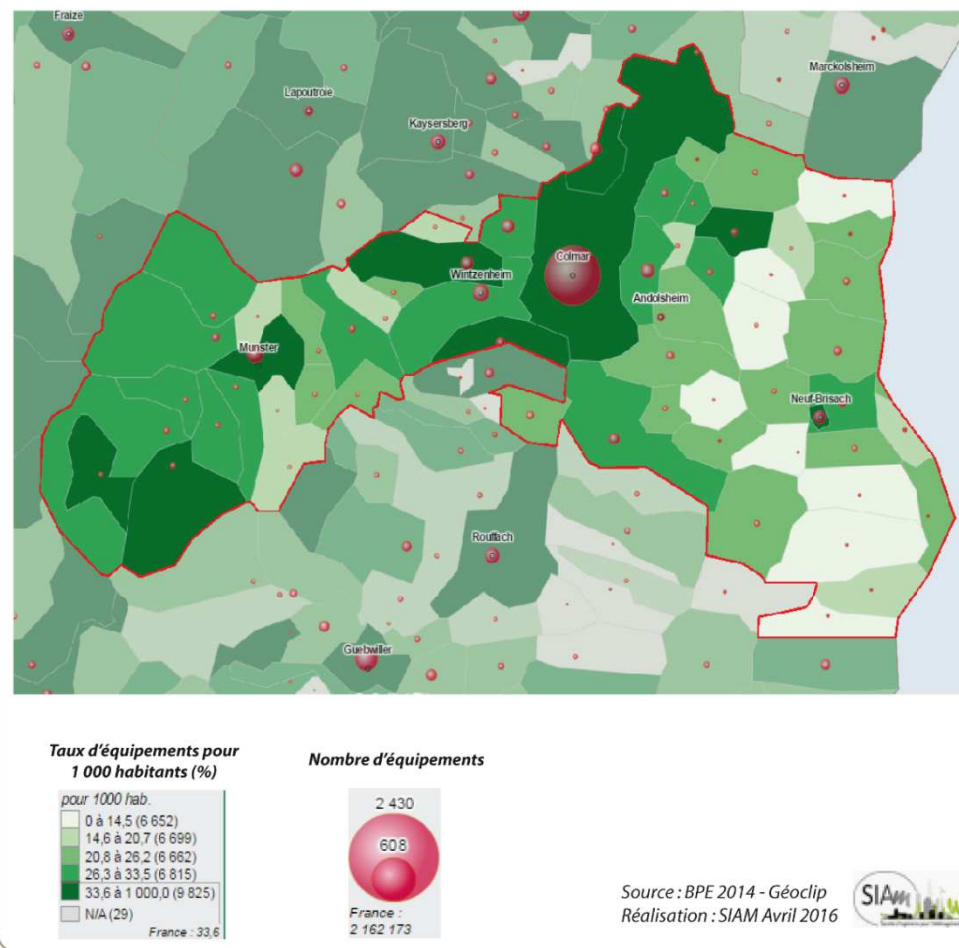 Fraize
Marckolsheim
Lapoutroie
Kaysersberg
Colmar
Wintzenheim
Andolsheim
Munster
Neuf-Brisach
Rouffach
Guebwiller
Taux d'équipements pour
1 000 habitants (%)
pour 1000 hab.
0 à 14,5 (6 652)
14,6 à 20,7 (6 699)
20,8 à 26,2 (6 662)
26,3 à 33,5 (6 815)
33,6 à 1 000,0 (9 825)
N/A (29)
France : 33,6
Nombre d'équipements
2 430
608
France :
2 162 173
Source : BPE 2014 - Géoclip
Réalisation : SIAM Avril 2016
SIAm